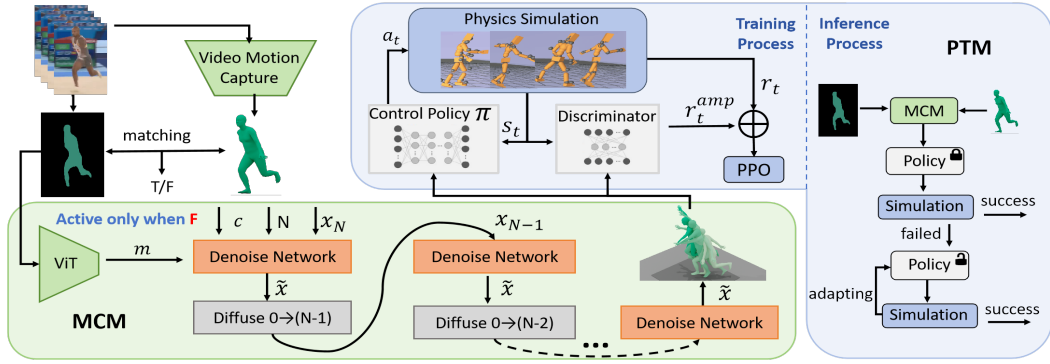 Video Motion
Capture
matching
T/F
Physics Simulation
a_t
Control Policy π
s_t
Discriminator
r_t^{amp}
r_t
PPO
Training
Process
Inference
Process
PTM
MCM
Policy
Simulation
success
failed
Policy
adapting
Simulation
success
Active only when F
c
N
x_N
ViT
m
Denoise Network
x̃
Diffuse 0→(N-1)
x_{N-1}
Denoise Network
x̃
Diffuse 0→(N-2)
...
x̃
Denoise Network
MCM